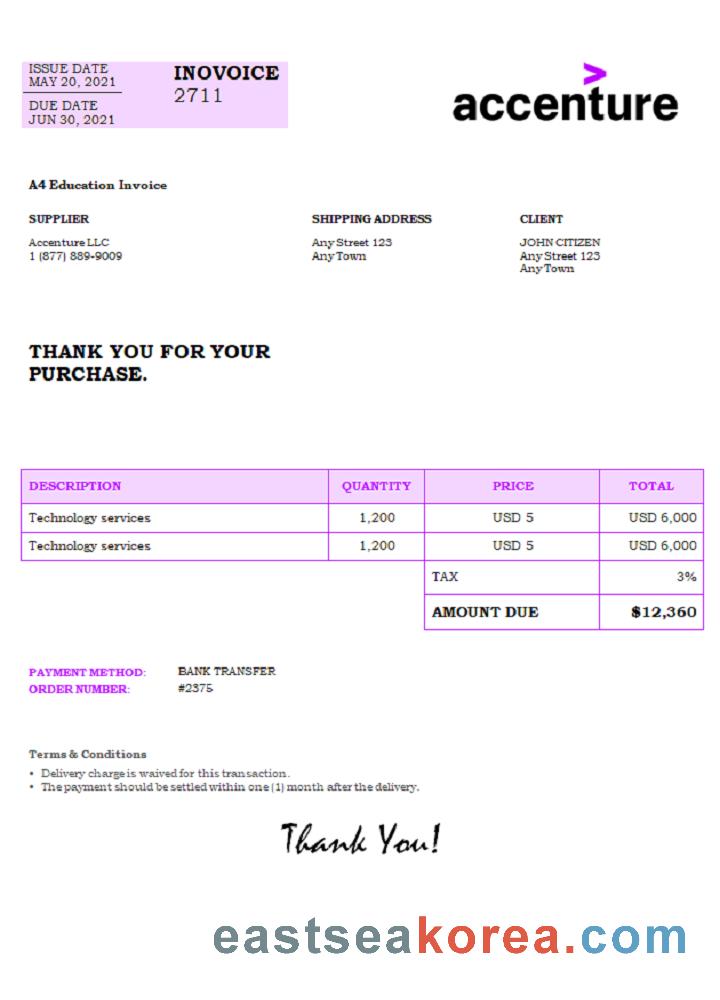 ISSUE DATE
MAY 20, 2021
DUE DATE
JUN 30, 2021
INOVOICE
2711
accenture
A4 Education Invoice
SUPPLIER
Accenture LLC
1 (877) 889-9009
SHIPPING ADDRESS
Any Street 123
Any Town
CLIENT
JOHN CITIZEN
Any Street 123
Any Town
THANK YOU FOR YOUR
PURCHASE.
DESCRIPTION QUANTITY PRICE TOTAL
Technology services 1,200 USD 5 USD 6,000
Technology services 1,200 USD 5 USD 6,000
TAX 3%
AMOUNT DUE $12,360
PAYMENT METHOD: BANK TRANSFER
ORDER NUMBER: #2375
Terms & Conditions
• Delivery charge is waived for this transaction.
• The payment should be settled within one (1) month after the delivery.
Thank You!
eastseakorea.com